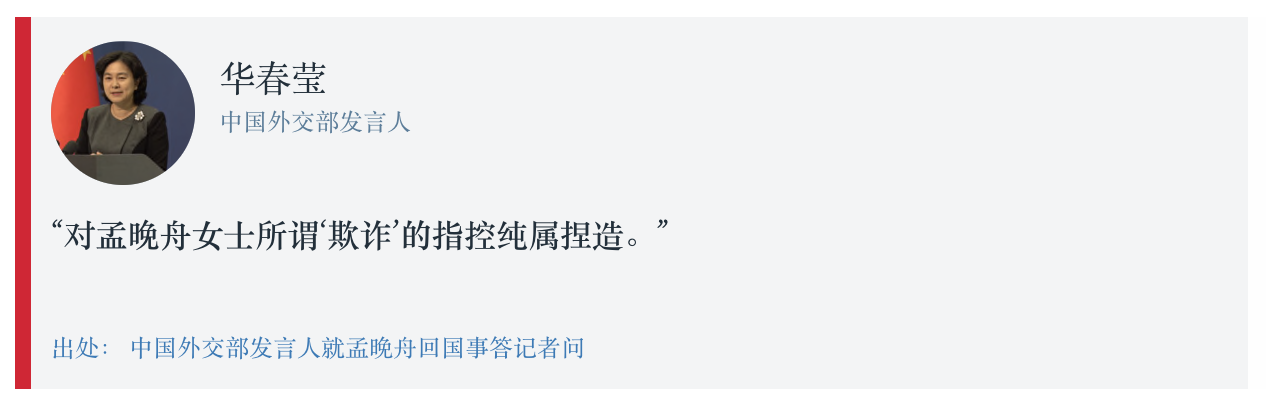 华春莹
中国外交部发言人
“对孟晚舟女士所谓‘欺诈’的指控纯属捏造。”
出处： 中国外交部发言人就孟晚舟回国事答记者问